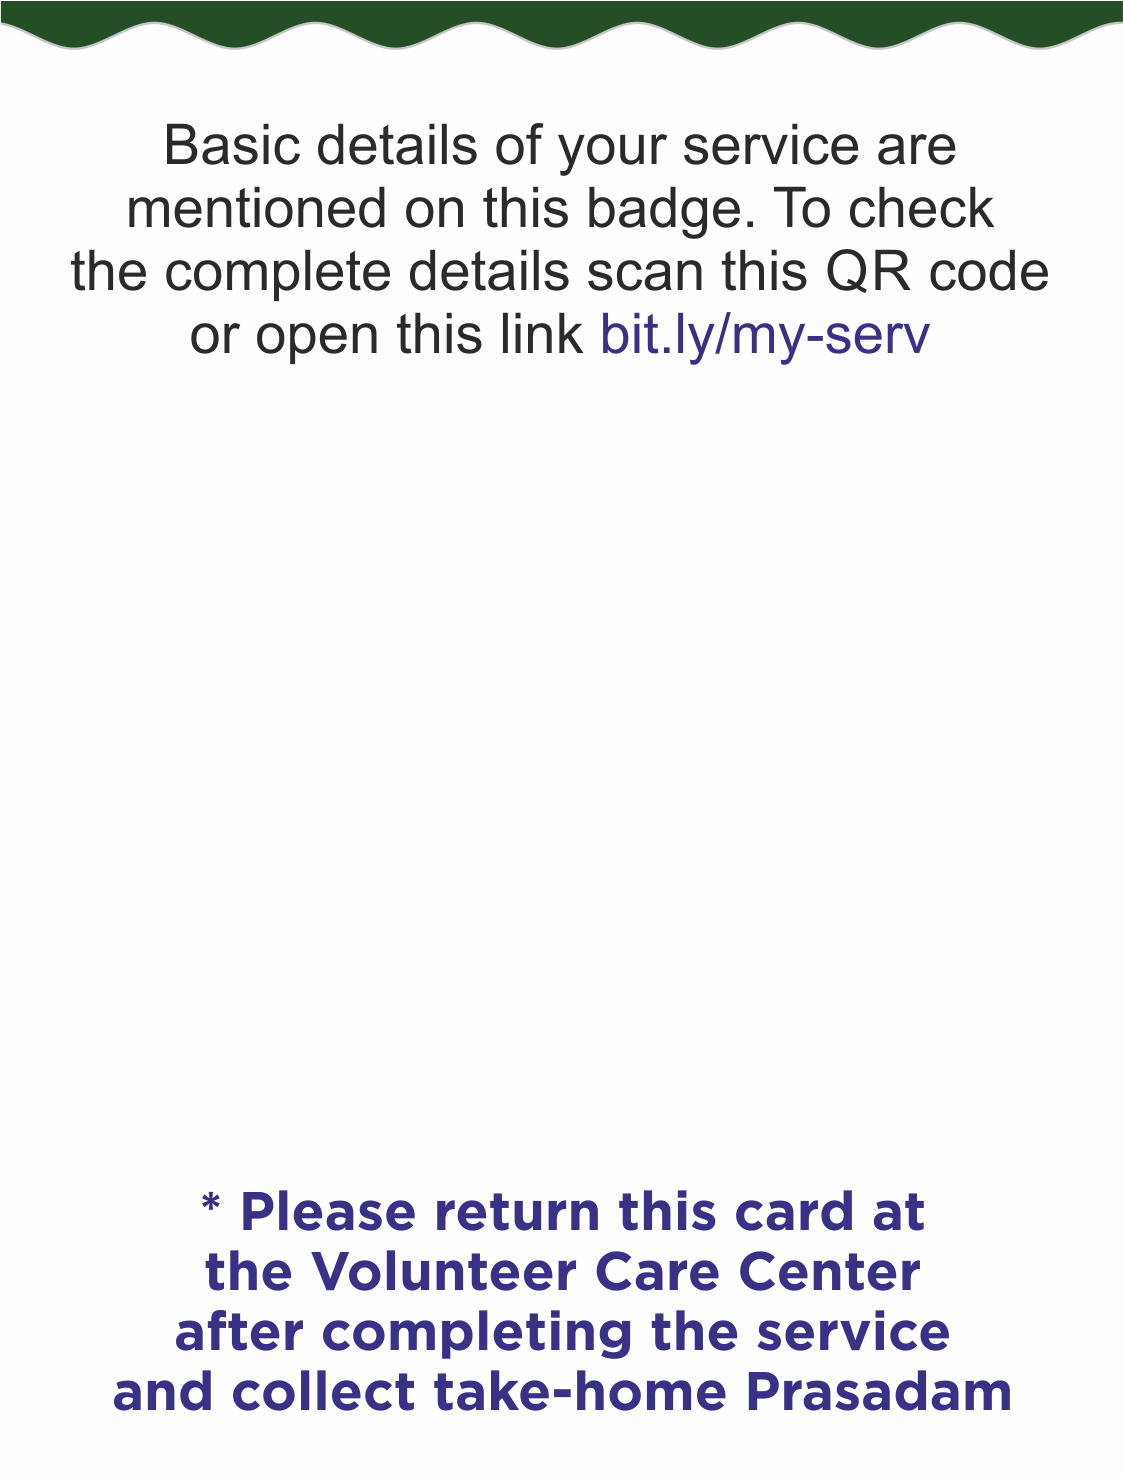 Basic details of your service are
mentioned on this badge. To check
the complete details scan this QR code
or open this link bit.ly/my-serv
* Please return this card at
the Volunteer Care Center
after completing the service
and collect take-home Prasadam